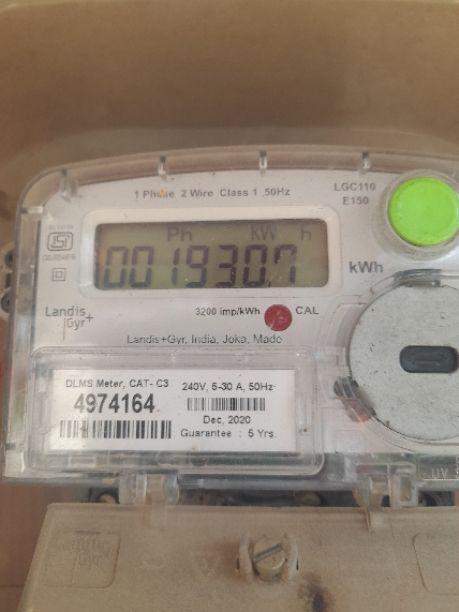 1 Phase 2 Wire Class 1 50Hz
LGC110
E150
Ph kW h
0019307
kWh
Landis
Gyr+
3200 imp/kWh CAL
Landis+Gyr, India, Joka, Made
DLMS Meter, CAT- C3
4974164
240V, 5-30 A, 50Hz
Dec, 2020
Guarantee : 5 Yrs.
UV S